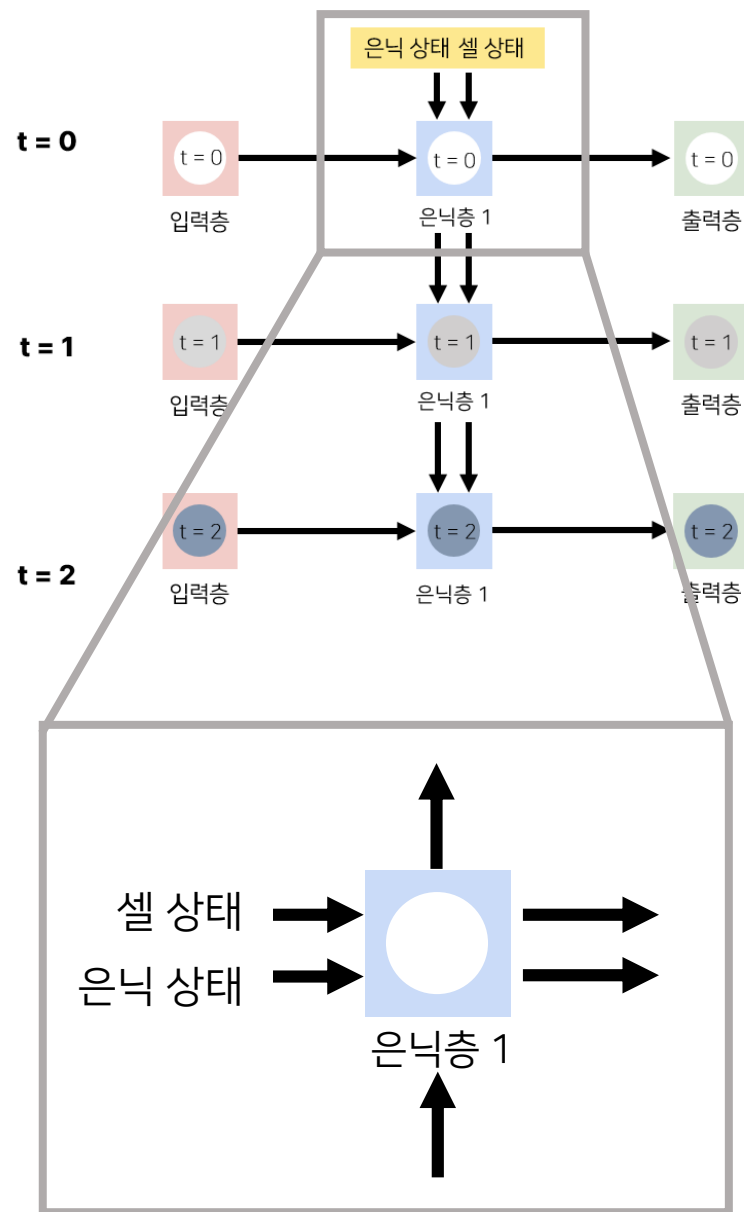 은닉 상태 셀 상태
t = 0
t = 0
t = 0
t = 0
입력층
은닉층 1
출력층
t = 1
t = 1
t = 1
t = 1
입력층
은닉층 1
출력층
t = 2
t = 2
t = 2
t = 2
입력층
은닉층 1
출력층
셀 상태
은닉 상태
은닉층 1